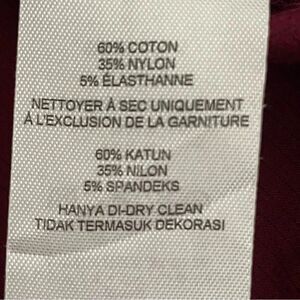 60% COTON
35% NYLON
5% ÉLASTHANNE
NETTOYER À SEC UNIQUEMENT
À L'EXCLUSION DE LA GARNITURE
60% KATUN
35% NILON
5% SPANDEKS
HANYA DI-DRY CLEAN
TIDAK TERMASUK DEKORASI